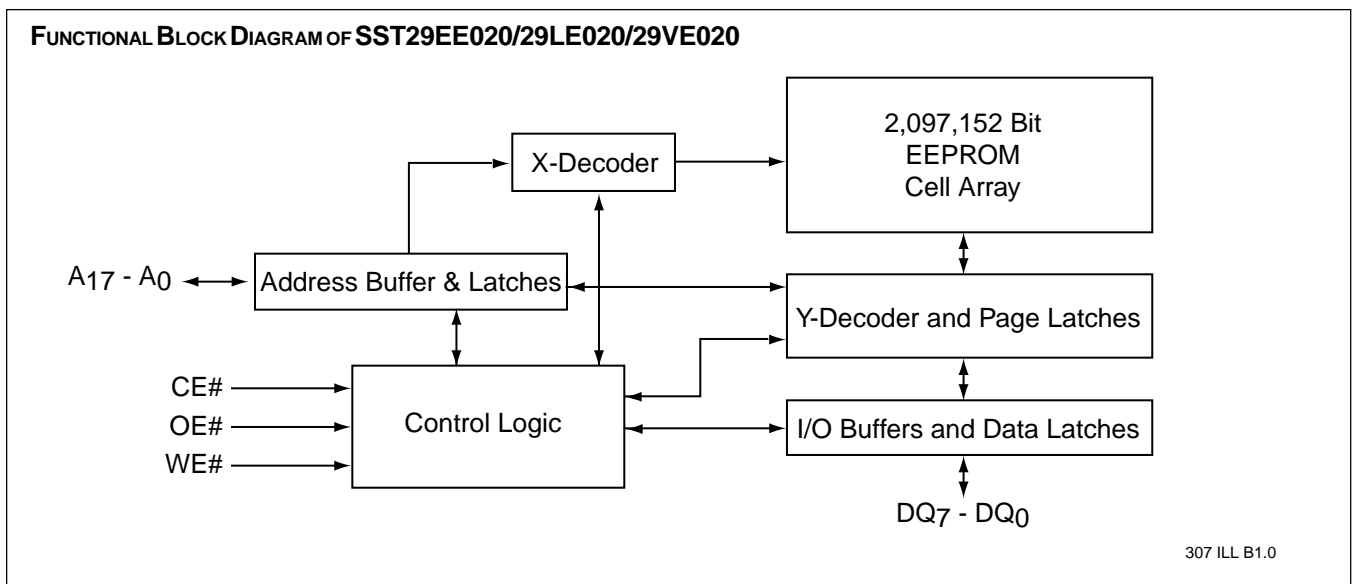 FUNCTIONAL BLOCK DIAGRAM OF SST29EE020/29LE020/29VE020
2,097,152 Bit
EEPROM
Cell Array
X-Decoder
A17 - A0
Address Buffer & Latches
Y-Decoder and Page Latches
CE#
OE#
WE#
Control Logic
I/O Buffers and Data Latches
DQ7 - DQ0
307 ILL B1.0